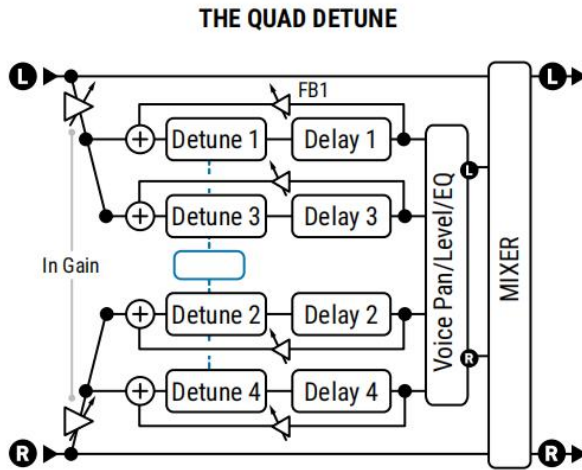 THE QUAD DETUNE
L
L
FB1
Detune 1
Delay 1
Detune 3
Delay 3
L
In Gain
Voice Pan/Level/EQ
MIXER
Detune 2
Delay 2
R
Detune 4
Delay 4
R
R